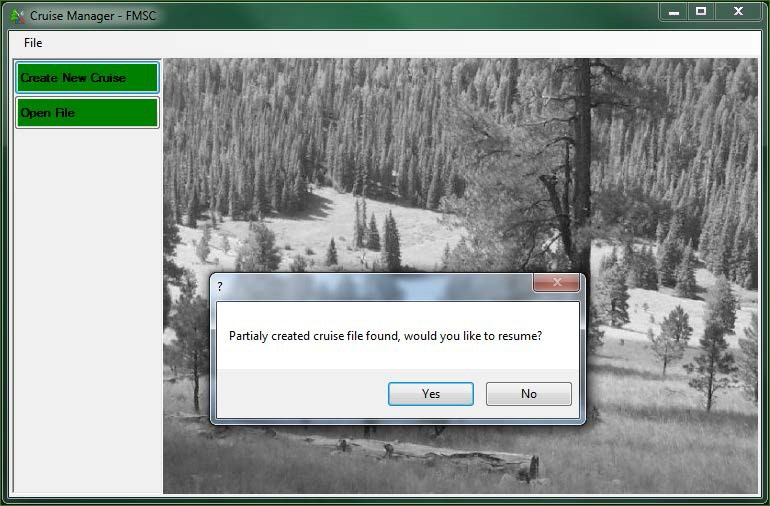 Cruise Manager - FMSC
File
Create New Cruise
Open File
?
Partialy created cruise file found, would you like to resume?
Yes No